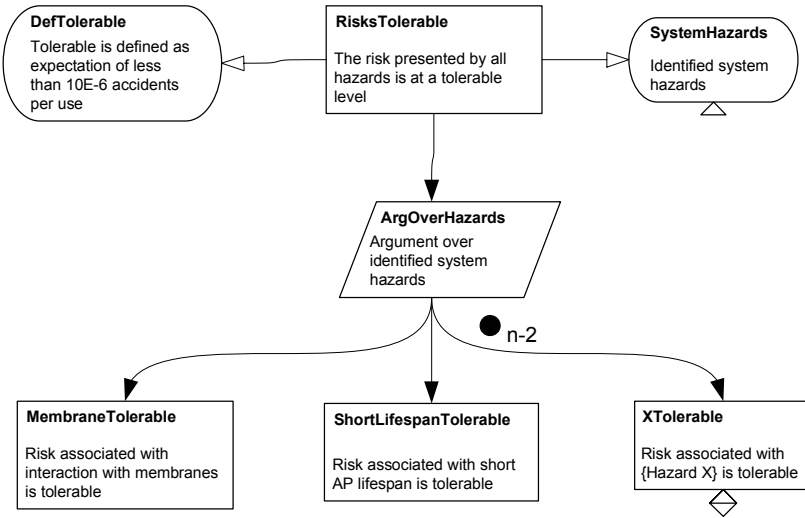 DefTolerable
Tolerable is defined as
expectation of less
than 10E-6 accidents
per use
RisksTolerable
The risk presented by all
hazards is at a tolerable
level
SystemHazards
Identified system
hazards
ArgOverHazards
Argument over
identified system
hazards
n-2
MembraneTolerable
Risk associated with
interaction with membranes
is tolerable
ShortLifespanTolerable
Risk associated with short
AP lifespan is tolerable
XTolerable
Risk associated with
{Hazard X} is tolerable